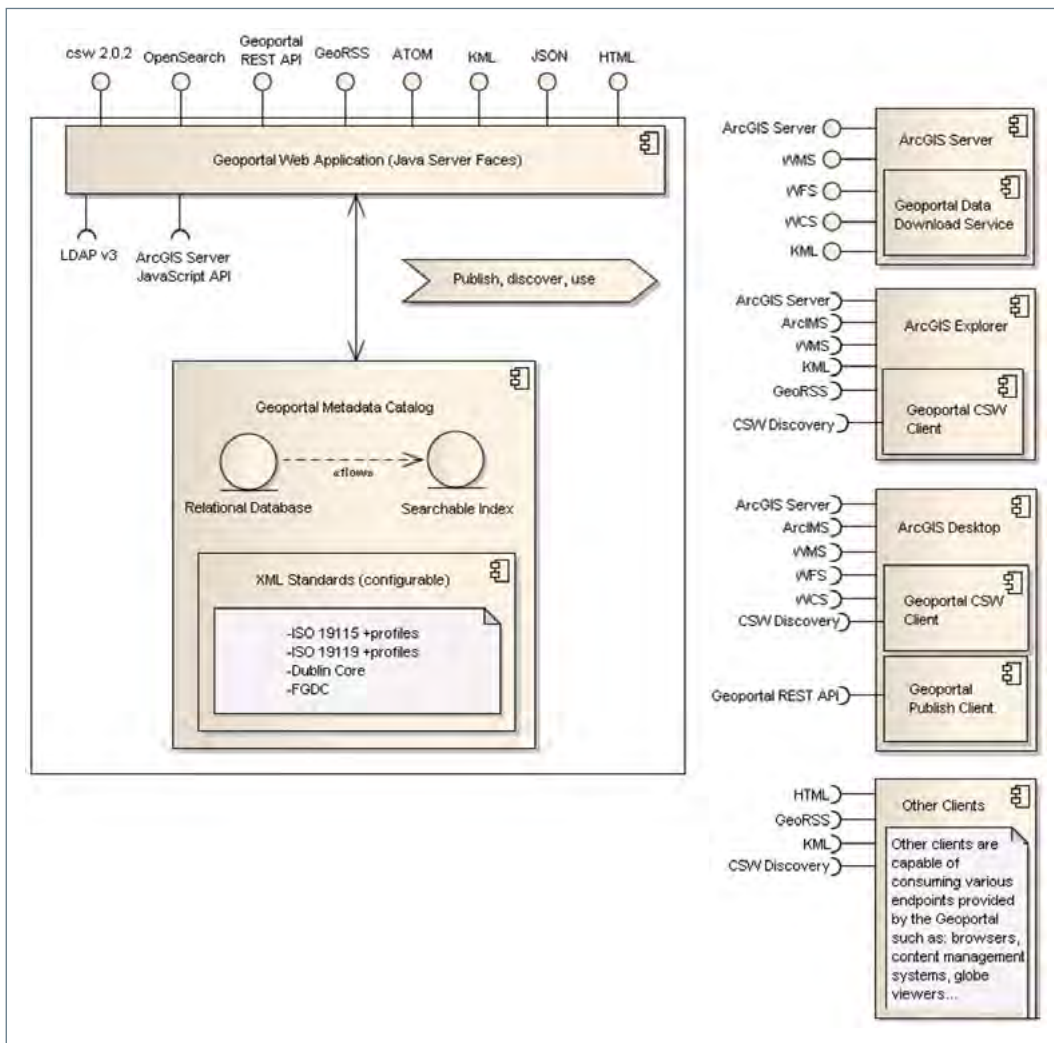 csw 2.0.2
OpenSearch
Geoportal
REST API
GeoRSS
ATOM
KML
JSON
HTML
Geoportal Web Application (Java Server Faces)
LDAP v3
ArcGIS Server
JavaScript API
Publish, discover, use
Geoportal Metadata Catalog
«flow»
Relational Database
Searchable Index
XML Standards (configurable)
-ISO 19115 +profiles
-ISO 19119 +profiles
-Dublin Core
-FGDC
ArcGIS Server
WMS
WFS
WCS
KML
ArcGIS Server
Geoportal Data
Download Service
ArcGIS Server
ArcIMS
WMS
KML
GeoRSS
CSW Discovery
ArcGIS Explorer
Geoportal CSW
Client
ArcGIS Server
ArcIMS
WMS
WFS
WCS
CSW Discovery
Geoportal REST API
ArcGIS Desktop
Geoportal CSW
Client
Geoportal
Publish Client
HTML
GeoRSS
KML
CSW Discovery
Other Clients
Other clients are
capable of
consuming various
endpoints provided
by the Geoportal
such as: browsers,
content management
systems, globe
viewers...